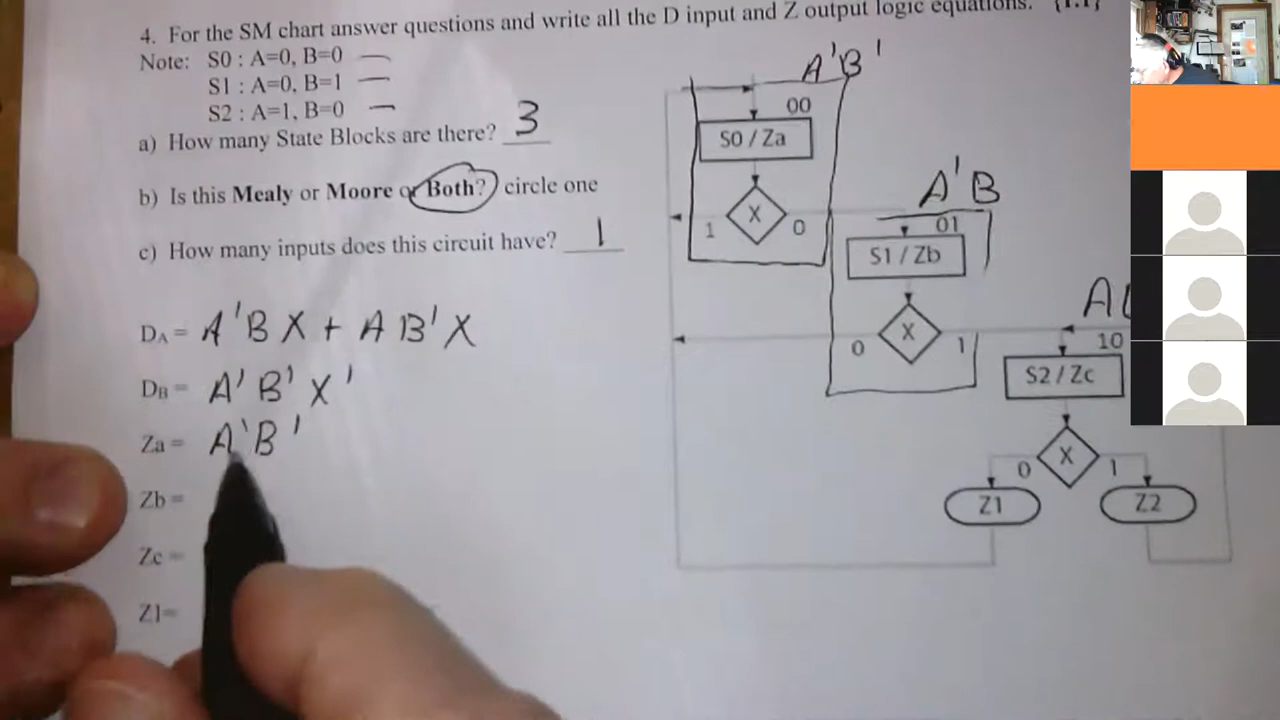 4. For the SM chart answer questions and write all the D input and Z output logic equations. {1.1}
Note: S0 : A=0, B=0 —
S1 : A=0, B=1 —
S2 : A=1, B=0 —
a) How many State Blocks are there? 3
b) Is this Mealy or Moore or Both? circle one
c) How many inputs does this circuit have? 1
DA = A'BX + AB'X
DB = A'B'X'
Za = A'B'
Zb =
Zc =
Z1=
A'B'
00
S0 / Za
X
1 0
A'B
01
S1 / Zb
X
0 1
10
S2 / Zc
X
0 1
Z1 Z2